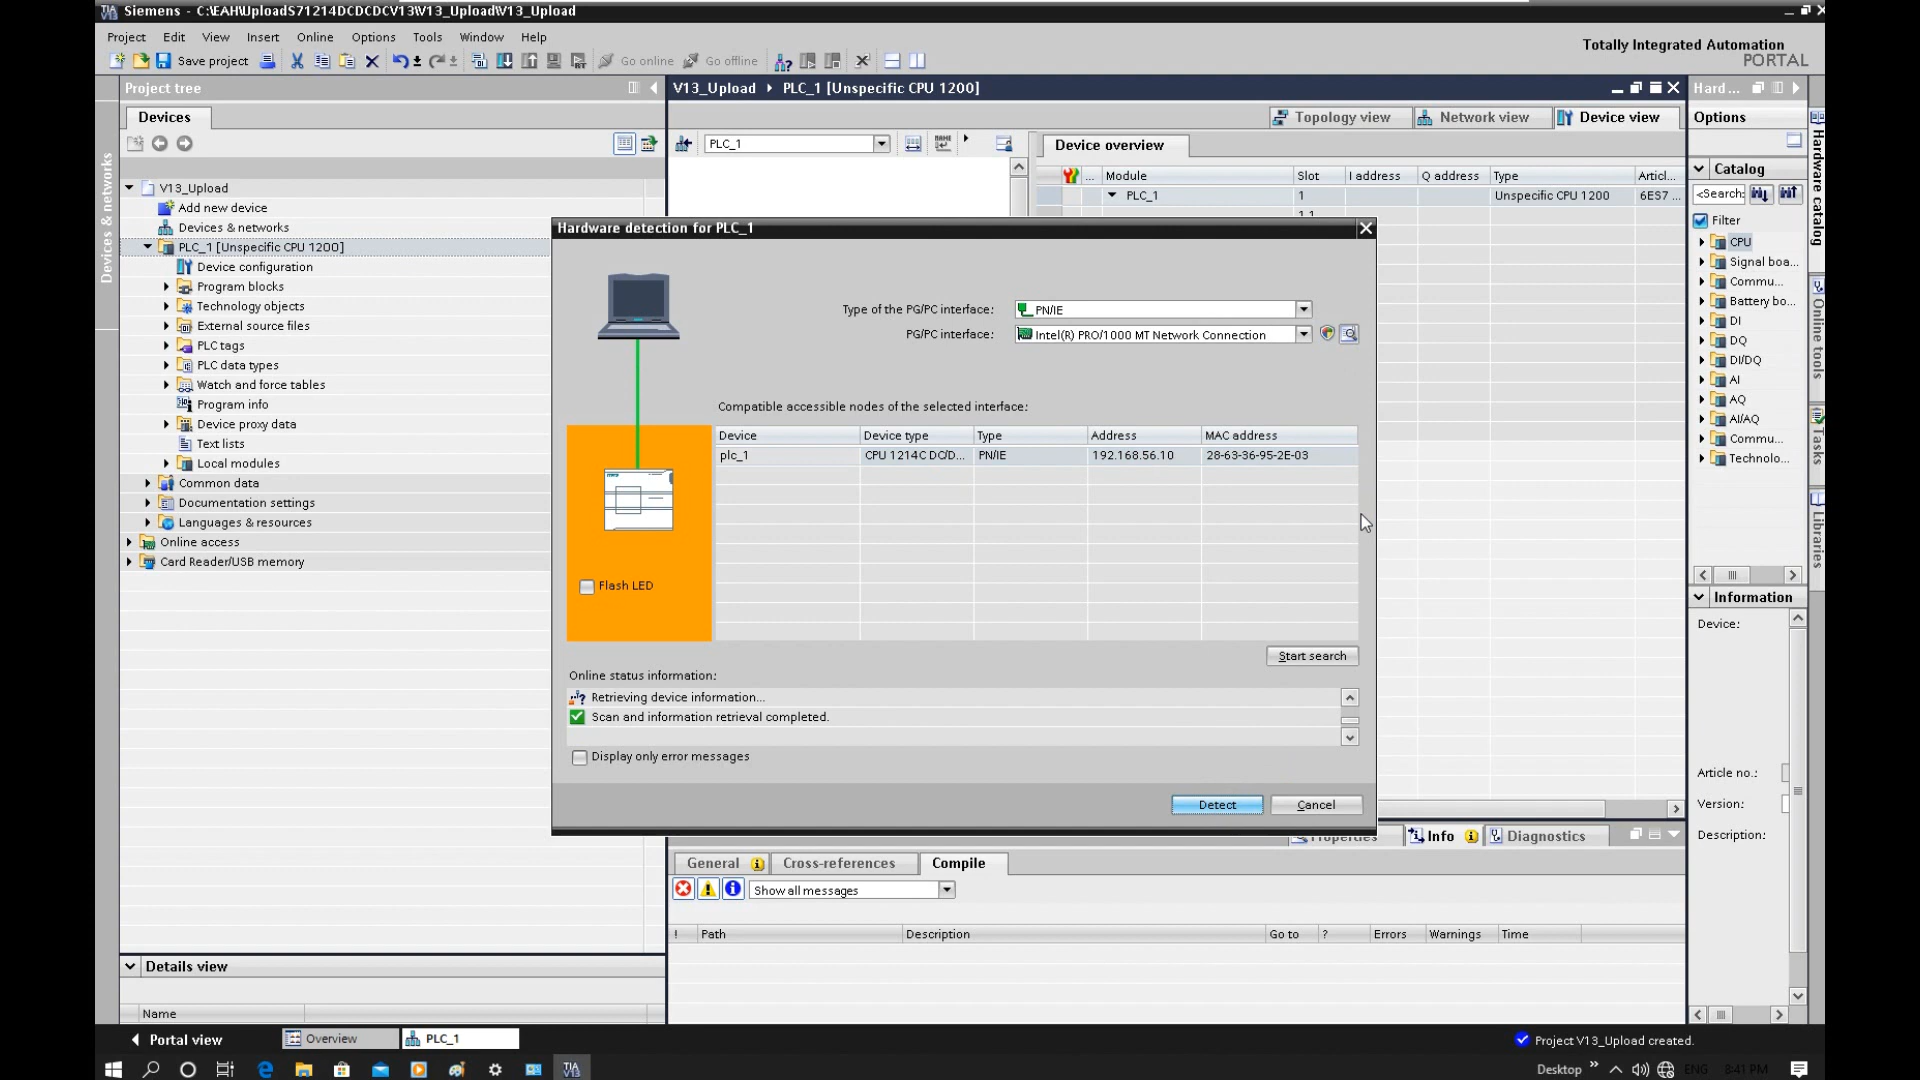 Siemens - C:\EAH\UploadS71214DCDCDCV13\V13_Upload\V13_Upload
Project Edit View Insert Online Options Tools Window Help
Totally Integrated Automation
PORTAL
Save project
Go online
Go offline
Project tree
V13_Upload ▸ PLC_1 [Unspecific CPU 1200]
Hard ...
Devices
Topology view
Network view
Device view
Options
PLC_1
Device overview
Catalog
Module Slot I address Q address Type Articl...
PLC_1 1 Unspecific CPU 1200 6ES7 ...
1 1
<Search:
Filter
CPU
Signal boa...
Commu...
Battery bo...
DI
DQ
DI/DQ
AI
AQ
AI/AQ
Commu...
Technolo...
Devices & networks
V13_Upload
Add new device
Devices & networks
PLC_1 [Unspecific CPU 1200]
Device configuration
Program blocks
Technology objects
External source files
PLC tags
PLC data types
Watch and force tables
Program info
Device proxy data
Text lists
Local modules
Common data
Documentation settings
Languages & resources
Online access
Card Reader/USB memory
Hardware detection for PLC_1
Type of the PG/PC interface: PN/IE
PG/PC interface: Intel(R) PRO/1000 MT Network Connection
Compatible accessible nodes of the selected interface:
Device Device type Type Address MAC address
plc_1 CPU 1214C DC/D... PN/IE 192.168.56.10 28-63-36-95-2E-03
Flash LED
Start search
Online status information:
Retrieving device information...
Scan and information retrieval completed.
Display only error messages
Detect
Cancel
Hardware catalog
Online tools
Tasks
Libraries
Information
Device:
Article no.:
Version:
Description:
Properties
Info
Diagnostics
General
Cross-references
Compile
Show all messages
! Path Description Go to ? Errors Warnings Time
Details view
Name
Portal view
Overview
PLC_1
Project V13_Upload created.
Desktop
ENG
8:41 PM